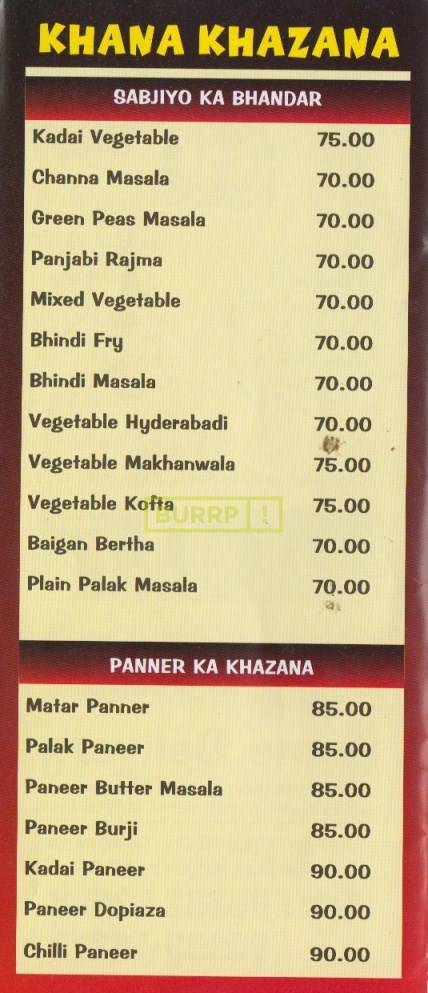 KHANA KHAZANA
SABJIYO KA BHANDAR
Kadai Vegetable 75.00
Channa Masala 70.00
Green Peas Masala 70.00
Panjabi Rajma 70.00
Mixed Vegetable 70.00
Bhindi Fry 70.00
Bhindi Masala 70.00
Vegetable Hyderabadi 70.00
Vegetable Makhanwala 75.00
Vegetable Kofta 75.00
BURRP !
Baigan Bertha 70.00
Plain Palak Masala 70.00
PANNER KA KHAZANA
Matar Panner 85.00
Palak Paneer 85.00
Paneer Butter Masala 85.00
Paneer Burji 85.00
Kadai Paneer 90.00
Paneer Dopiaza 90.00
Chilli Paneer 90.00